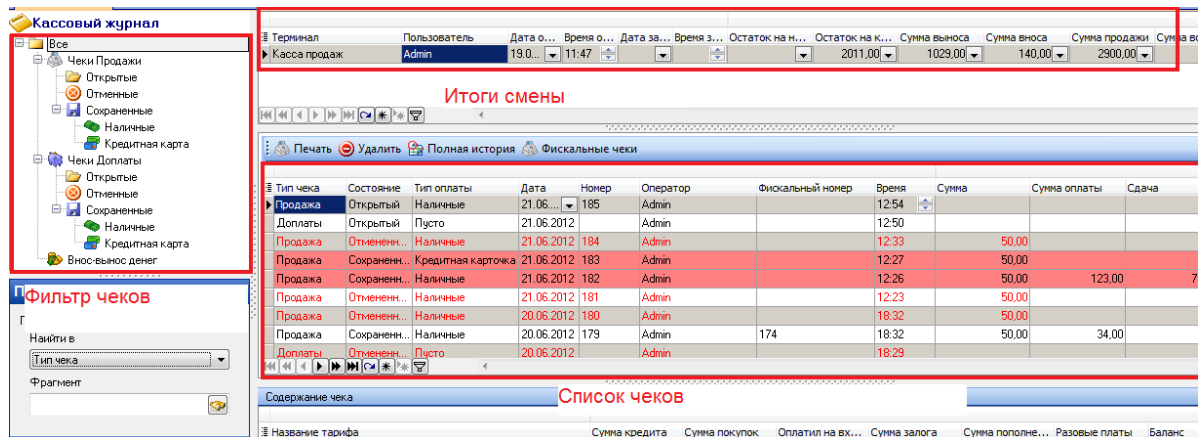 Кассовый журнал
Все
Чеки Продажи
Открытые
Отменные
Сохраненные
Наличные
Кредитная карта
Чеки Доплаты
Открытые
Отменные
Сохраненные
Наличные
Кредитная карта
Внос-вынос денег
Фильтр чеков
Найти в
Тип чека
Фрагмент
Терминал Пользователь Дата о... Время о... Дата за... Время з... Остаток на н... Остаток на к... Сумма выноса Сумма вноса Сумма продажи Сумма во
Касса продаж Admin 19.0... 11:47 2011,00 1029,00 140,00 2900,00
Итоги смены
Печать Удалить Полная история Фискальные чеки
Тип чека Состояние Тип оплаты Дата Номер Оператор Фискальный номер Время Сумма Сумма оплаты Сдача
Продажа Открытый Наличные 21.06.... 185 Admin 12:54
Доплаты Открытый Пусто 21.06.2012 Admin 12:50
Продажа Отмененн... Наличные 21.06.2012 184 Admin 12:33 50,00
Продажа Сохраненн... Кредитная карточка 21.06.2012 183 Admin 12:27 50,00
Продажа Сохраненн... Наличные 21.06.2012 182 Admin 12:26 50,00 123,00 7
Продажа Отмененн... Наличные 21.06.2012 181 Admin 12:23 50,00
Продажа Отмененн... Наличные 20.06.2012 180 Admin 18:32 50,00
Продажа Сохраненн... Наличные 20.06.2012 179 Admin 174 18:32 50,00 34,00
Доплаты Отмененн... Пусто 20.06.2012 Admin 18:29
Содержание чека
Список чеков
Название тарифа Сумма кредита Сумма покупок Оплатил на вх... Сумма залога Сумма пополне... Разовые платы Баланс